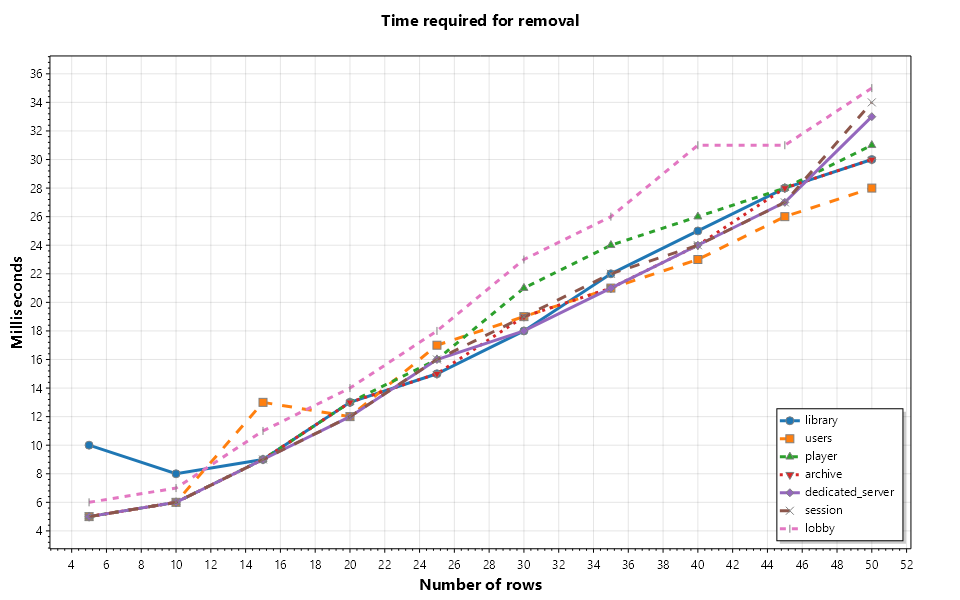 Time required for removal
Milliseconds
36
34
32
30
28
26
24
22
20
18
16
14
12
10
8
6
4
library
users
player
archive
dedicated_server
session
lobby
4 6 8 10 12 14 16 18 20 22 24 26 28 30 32 34 36 38 40 42 44 46 48 50 52
Number of rows